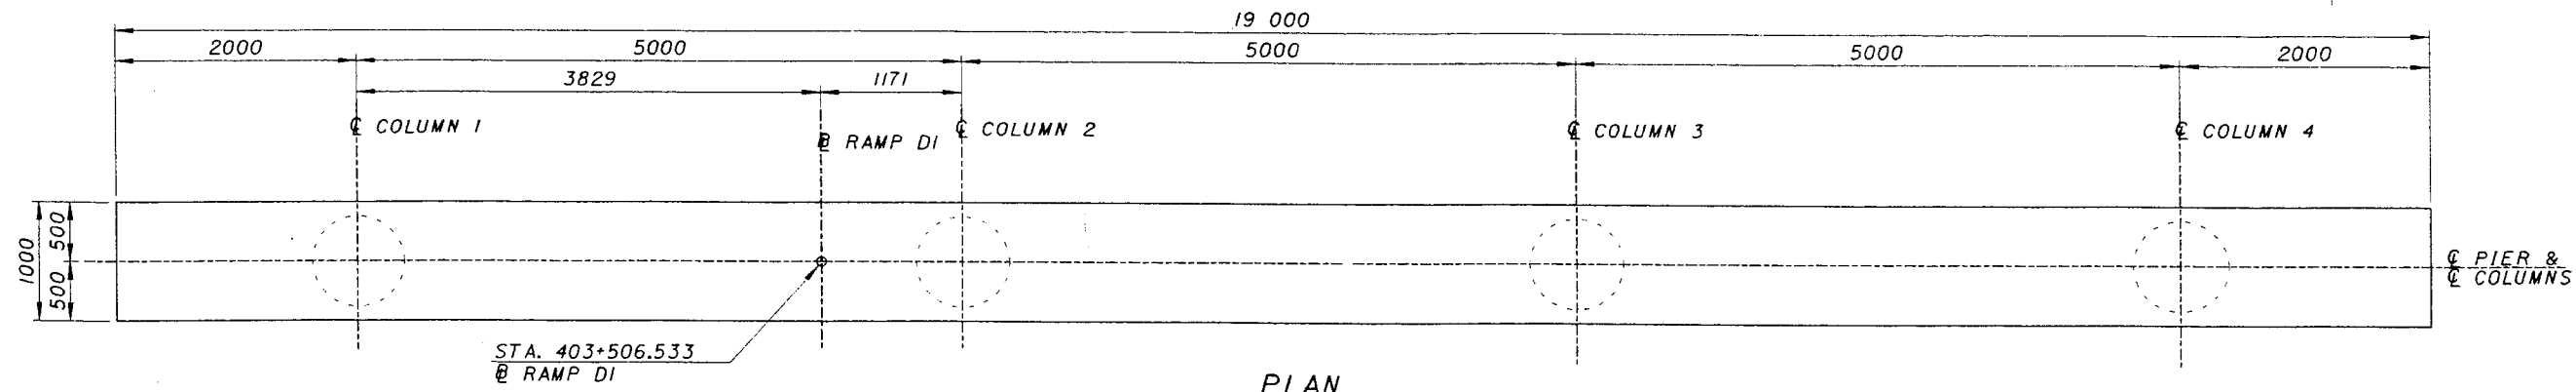 19 000
2000 5000 5000 5000 2000
3829 1171
℄ COLUMN 1
℄ COLUMN 2
℄ COLUMN 3
℄ COLUMN 4
RAMP D1
1000
500
500
℄ PIER &
℄ COLUMNS
STA. 403+506.533
RAMP D1
PLAN